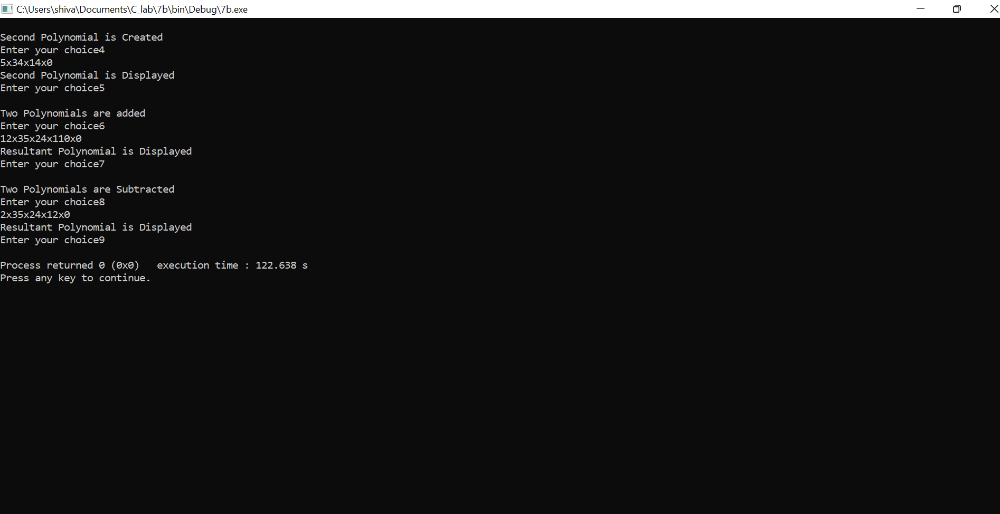 C:\Users\shiva\Documents\C_lab\7b\bin\Debug\7b.exe
Second Polynomial is Created
Enter your choice4
5x34x14x0
Second Polynomial is Displayed
Enter your choice5
Two Polynomials are added
Enter your choice6
12x35x24x110x0
Resultant Polynomial is Displayed
Enter your choice7
Two Polynomials are Subtracted
Enter your choice8
2x35x24x12x0
Resultant Polynomial is Displayed
Enter your choice9
Process returned 0 (0x0)   execution time : 122.638 s
Press any key to continue.